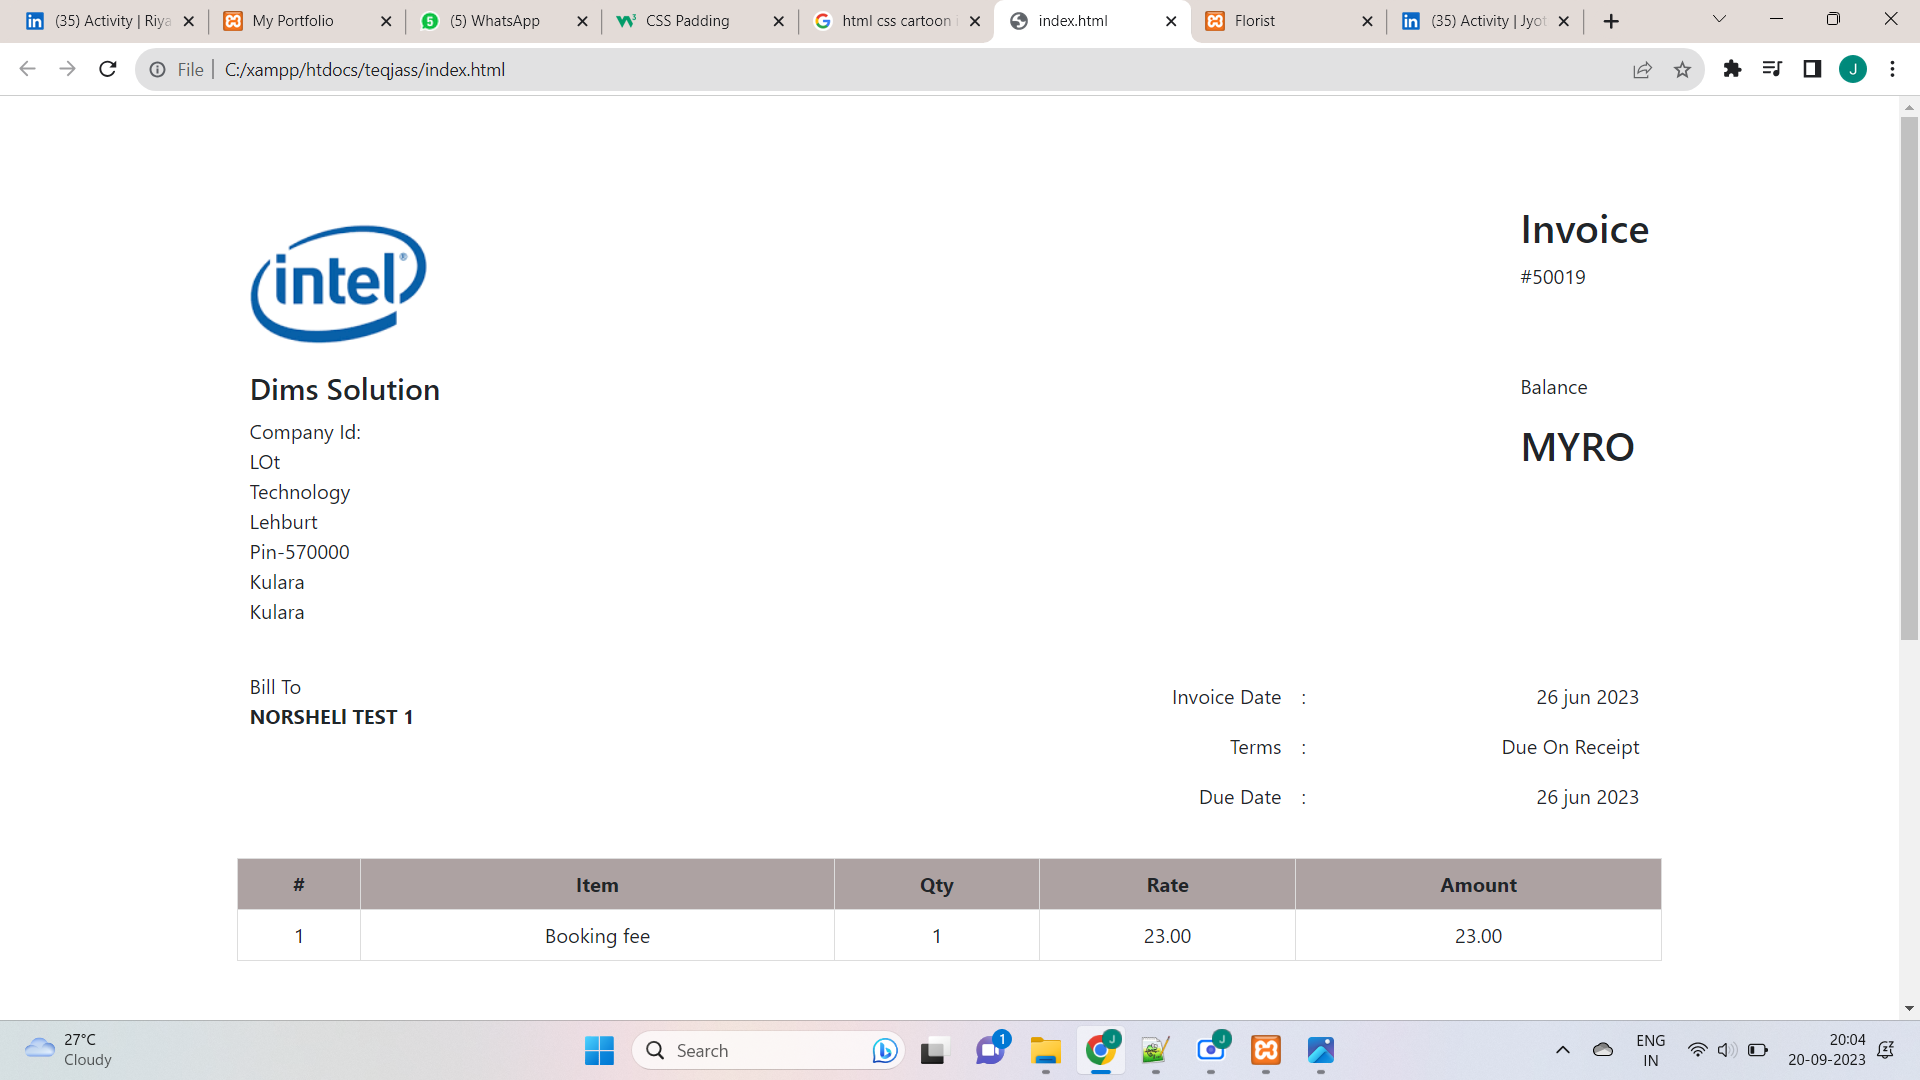 (35) Activity | Riya
My Portfolio
(5) WhatsApp
CSS Padding
html css cartoon i
index.html
Florist
(35) Activity | Jyot
File | C:/xampp/htdocs/teqjass/index.html
J
intel®
Invoice
#50019
Dims Solution
Balance
Company Id:
MYRO
LOt
Technology
Lehburt
Pin-570000
Kulara
Kulara
Bill To
NORSHELl TEST 1
Invoice Date : 26 jun 2023
Terms : Due On Receipt
Due Date : 26 jun 2023
# Item Qty Rate Amount
1 Booking fee 1 23.00 23.00
27°C
Cloudy
Search
1
J
J
ENG
IN
20:04
20-09-2023